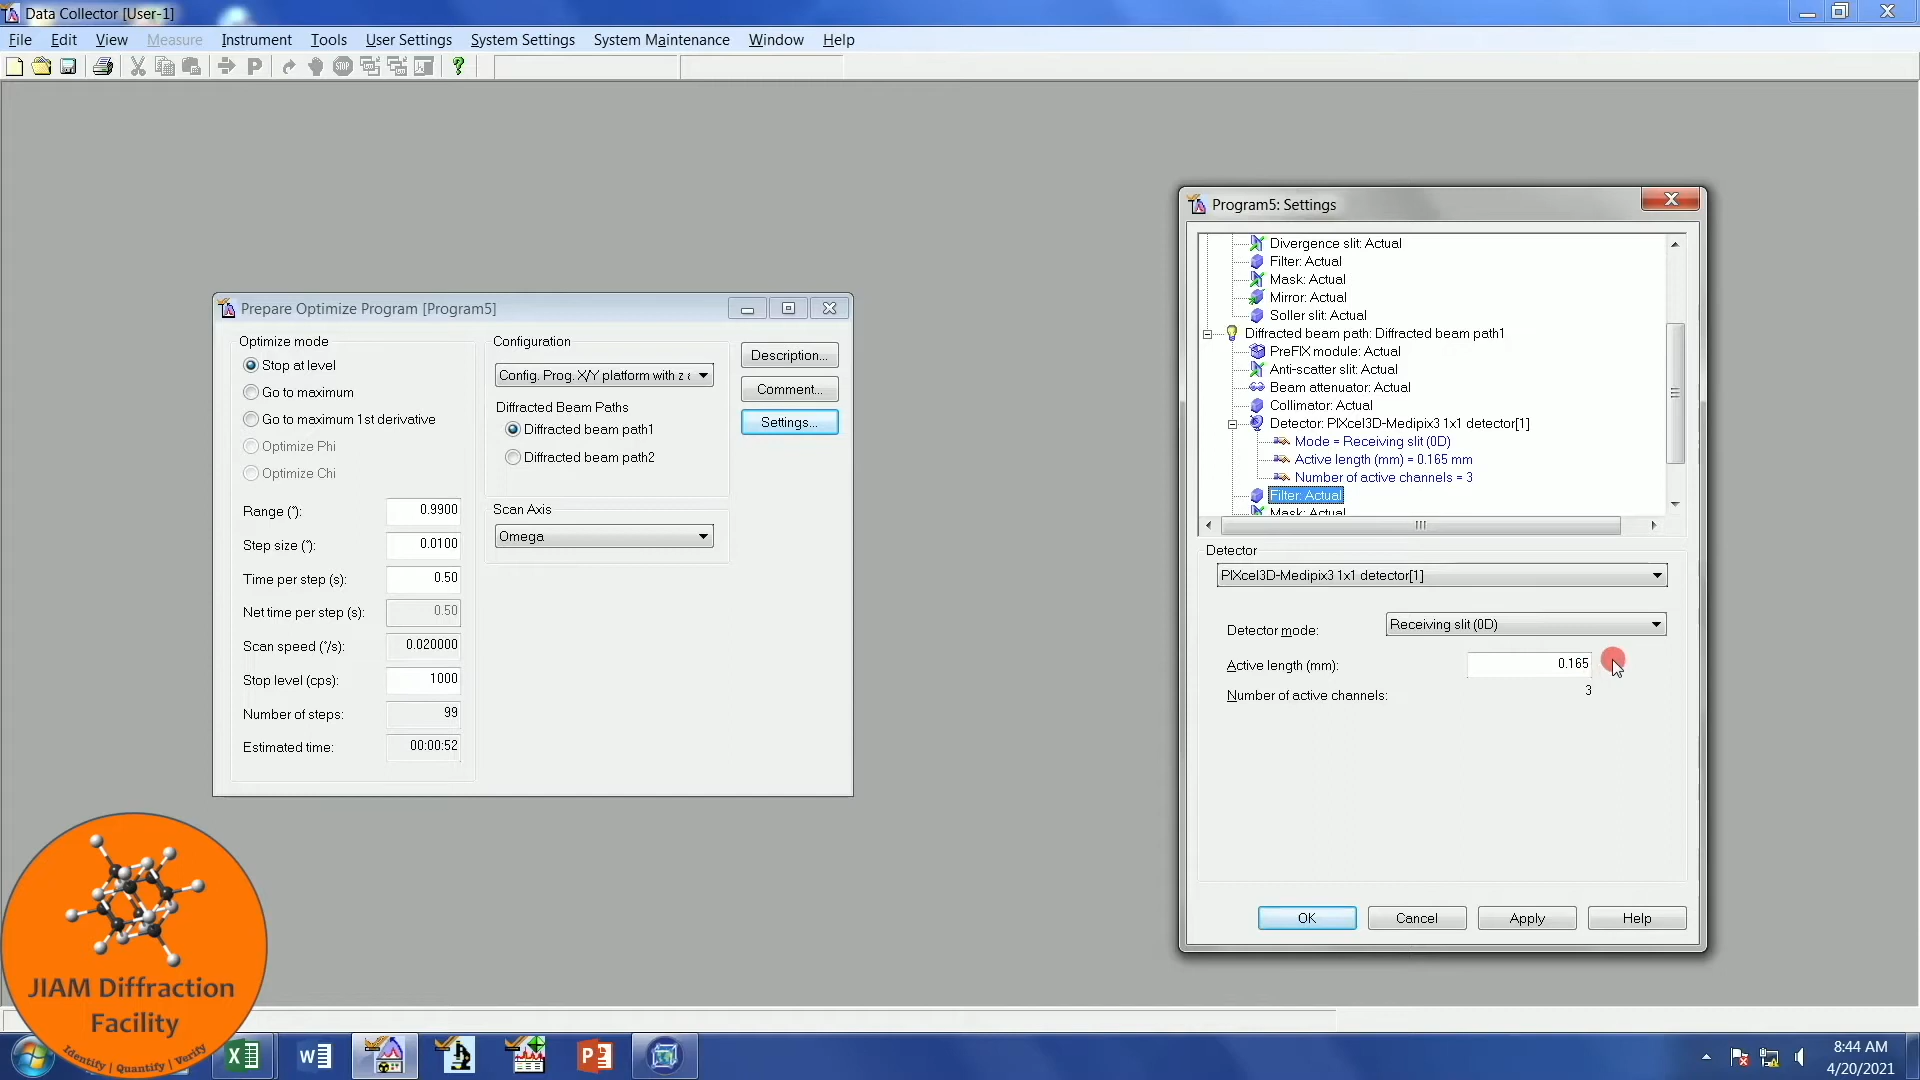 Data Collector [User-1]
File Edit View Measure Instrument Tools User Settings System Settings System Maintenance Window Help
Prepare Optimize Program [Program5]
Optimize mode
Stop at level
Go to maximum
Go to maximum 1st derivative
Optimize Phi
Optimize Chi
Range (°): 0.9900
Step size (°): 0.0100
Time per step (s): 0.50
Net time per step (s): 0.50
Scan speed (°/s): 0.020000
Stop level (cps): 1000
Number of steps: 99
Estimated time: 00:00:52
Configuration
Config. Prog. X/Y platform with z a
Diffracted Beam Paths
Diffracted beam path1
Diffracted beam path2
Scan Axis
Omega
Description...
Comment...
Settings...
Program5: Settings
Divergence slit: Actual
Filter: Actual
Mask: Actual
Mirror: Actual
Soller slit: Actual
Diffracted beam path: Diffracted beam path1
PreFIX module: Actual
Anti-scatter slit: Actual
Beam attenuator: Actual
Collimator: Actual
Detector: PIXcel3D-Medipix3 1x1 detector[1]
Mode = Receiving slit (0D)
Active length (mm) = 0.165 mm
Number of active channels = 3
Filter: Actual
Mask: Actual
Detector
PIXcel3D-Medipix3 1x1 detector[1]
Detector mode: Receiving slit (0D)
Active length (mm): 0.165
Number of active channels: 3
OK Cancel Apply Help
JIAM Diffraction
Facility
Identify | Quantify | Verify
8:44 AM
4/20/2021